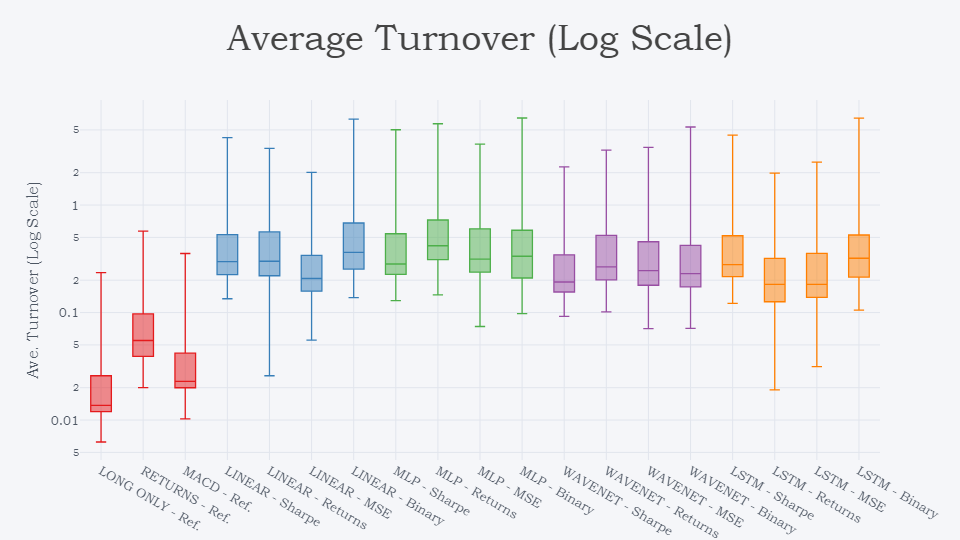 Average Turnover (Log Scale)
Ave. Turnover (Log Scale)
5
2
1
5
2
0.1
5
2
0.01
5
LONG ONLY - Ref.
RETURNS - Ref.
MACD - Ref.
LINEAR - Sharpe
LINEAR - Returns
LINEAR - MSE
LINEAR - Binary
MLP - Sharpe
MLP - Returns
MLP - MSE
MLP - Binary
WAVENET - Sharpe
WAVENET - Returns
WAVENET - MSE
WAVENET - Binary
LSTM - Sharpe
LSTM - Returns
LSTM - MSE
LSTM - Binary